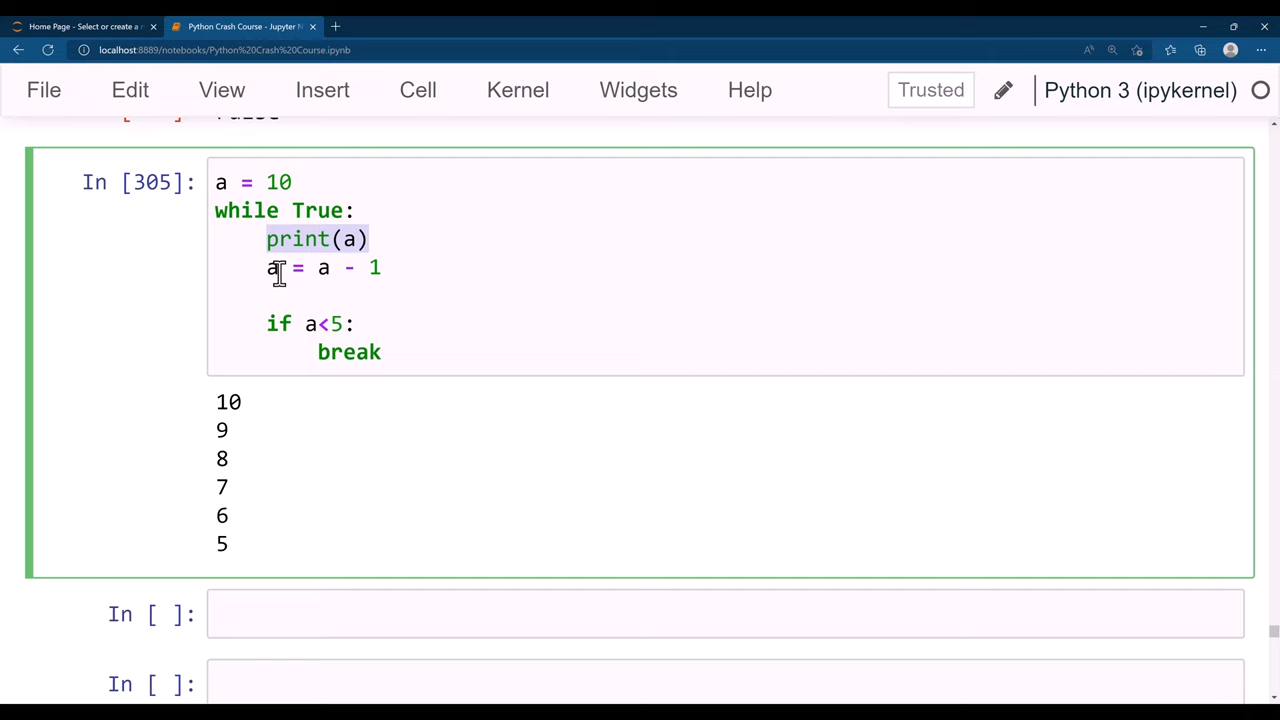 Home Page - Select or create a n
Python Crash Course - Jupyter N
localhost:8889/notebooks/Python%20Crash%20Course.ipynb
File Edit View Insert Cell Kernel Widgets Help Trusted Python 3 (ipykernel)
In [305]: a = 10
while True:
print(a)
a = a - 1
if a<5:
break
10
9
8
7
6
5
In [ ]:
In [ ]: